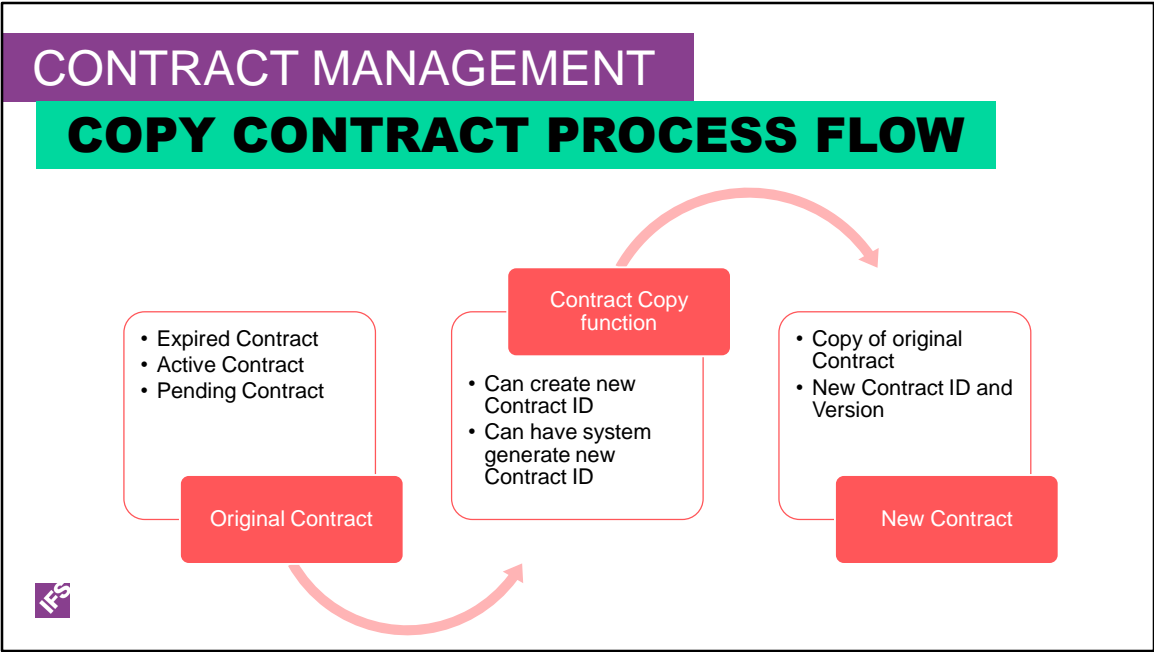 CONTRACT MANAGEMENT
COPY CONTRACT PROCESS FLOW
• Expired Contract
• Active Contract
• Pending Contract
Original Contract
Contract Copy
function
• Can create new
Contract ID
• Can have system
generate new
Contract ID
• Copy of original
Contract
• New Contract ID and
Version
New Contract
IFS